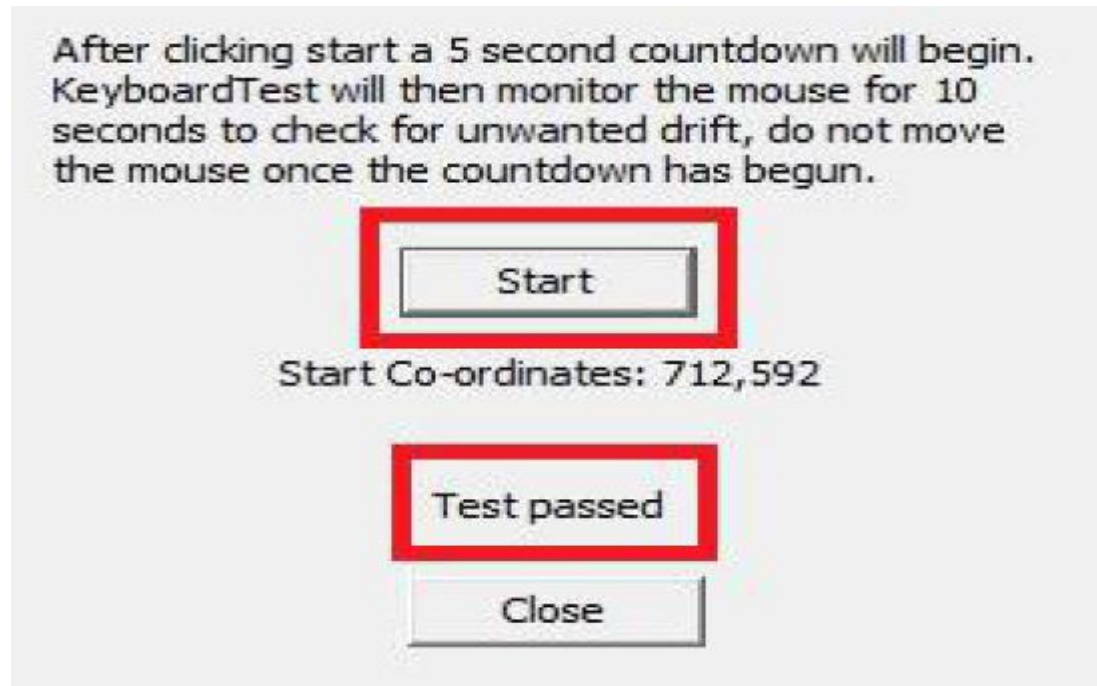 After clicking start a 5 second countdown will begin.
KeyboardTest will then monitor the mouse for 10
seconds to check for unwanted drift, do not move
the mouse once the countdown has begun.
Start
Start Co-ordinates: 712,592
Test passed
Close